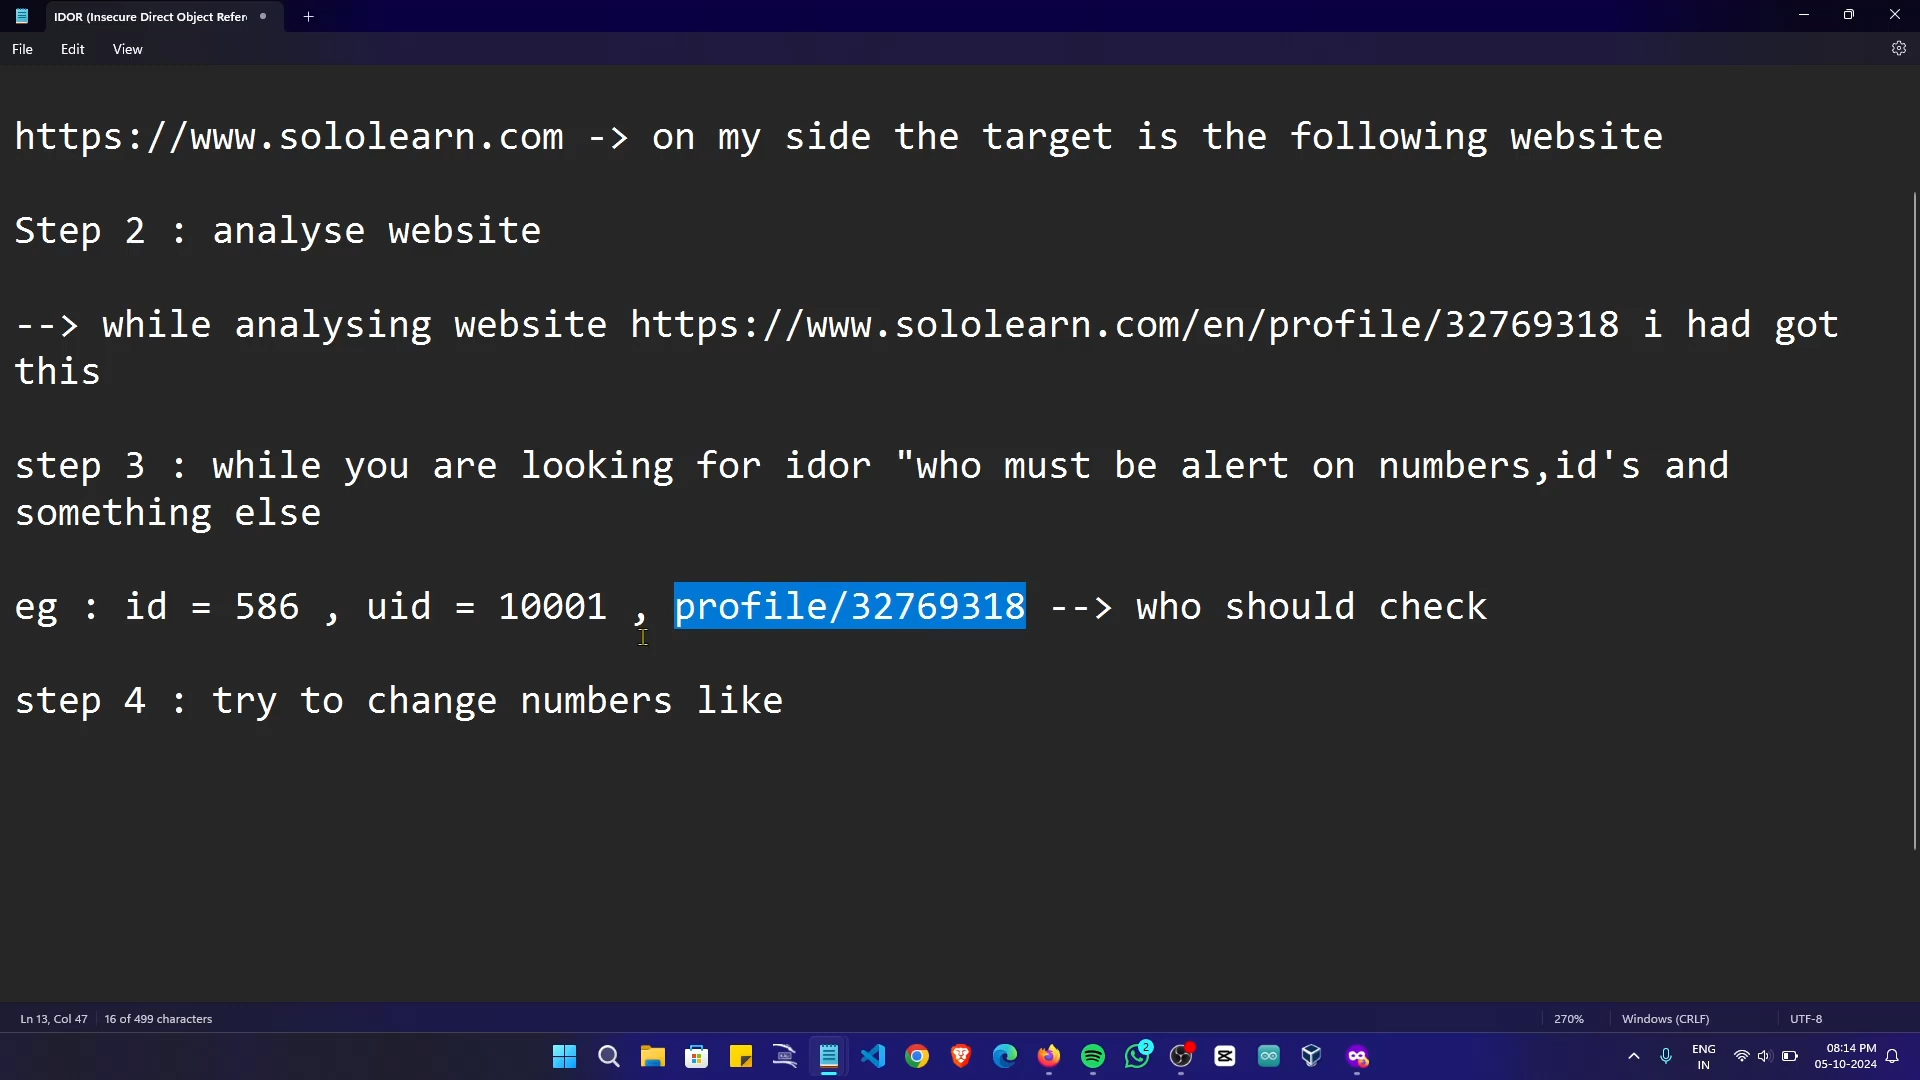 IDOR (Insecure Direct Object Refer
File Edit View
https://www.sololearn.com -> on my side the target is the following website
Step 2 : analyse website
--> while analysing website https://www.sololearn.com/en/profile/32769318 i had got
this
step 3 : while you are looking for idor "who must be alert on numbers,id's and
something else
eg : id = 586 , uid = 10001 , profile/32769318 --> who should check
step 4 : try to change numbers like
Ln 13, Col 47 16 of 499 characters 270% Windows (CRLF) UTF-8
2
ENG
IN
08:14 PM
05-10-2024